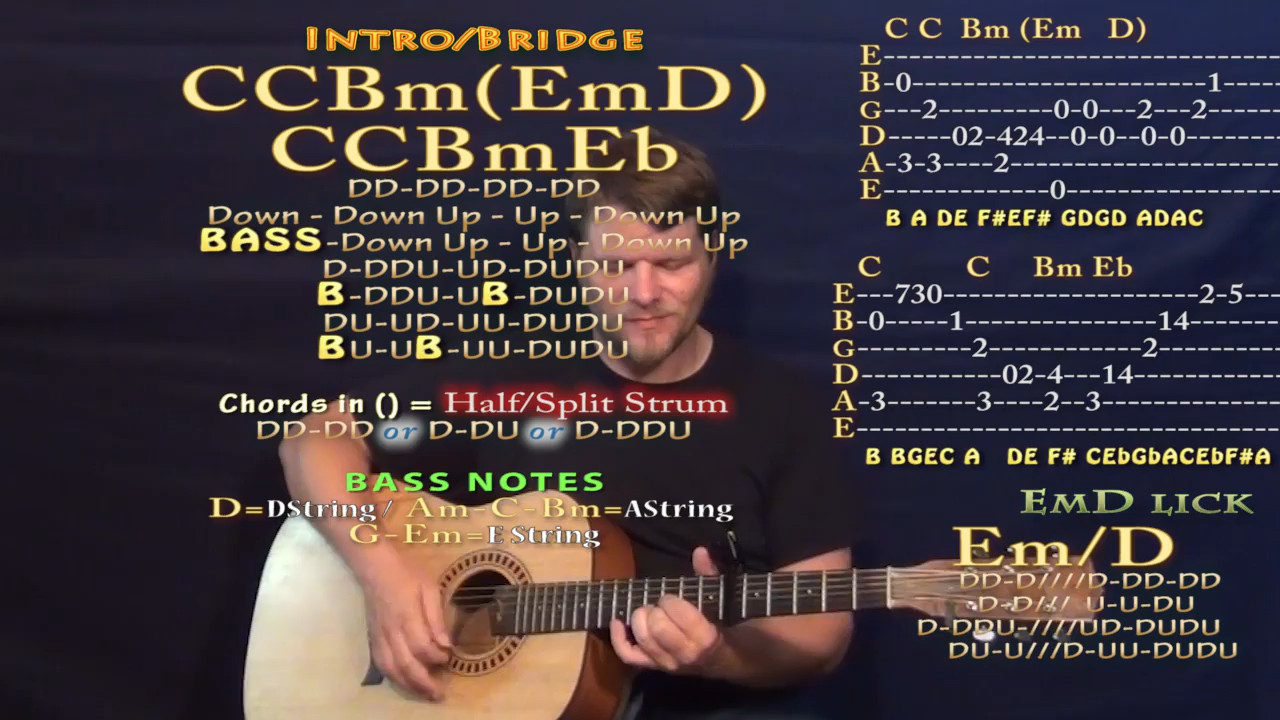 INTRO/BRIDGE
CCBm(EmD)
CCBmEb
DD-DD-DD-DD
Down - Down Up - Up - Down Up
BASS-Down Up - Up - Down Up
D-DDU-UD-DUDU
B-DDU-UB-DUDU
DU-UD-UU-DUDU
BU-UB-UU-DUDU
Chords in () = Half/Split Strum
DD-DD or D-DU or D-DDU
BASS NOTES
D=DString / Am-C-Bm=AString
G-Em=E String
C C Bm (Em D)
E------------------------------------
B-0---------------------------1----
G---2-----------0-0---2---2-----
D-----02-424--0-0--0-0---------
A-3-3----2------------------------
E-------------0---------------------
B A DE F#EF# GDGD ADAC
C C Bm Eb
E---730-----------------------2-5---
B-0-----1------------------14------
G---------2---------------2---------
D------------02-4---14------------
A-3--------3----2--3---------------
E------------------------------------
B BGEC A DE F# CEbGbACEbF#A
EMD LICK
Em/D
DD-D////D-DD-DD
D-D/// U-U-DU
D-DDU-////UD-DUDU
DU-U///D-UU-DUDU